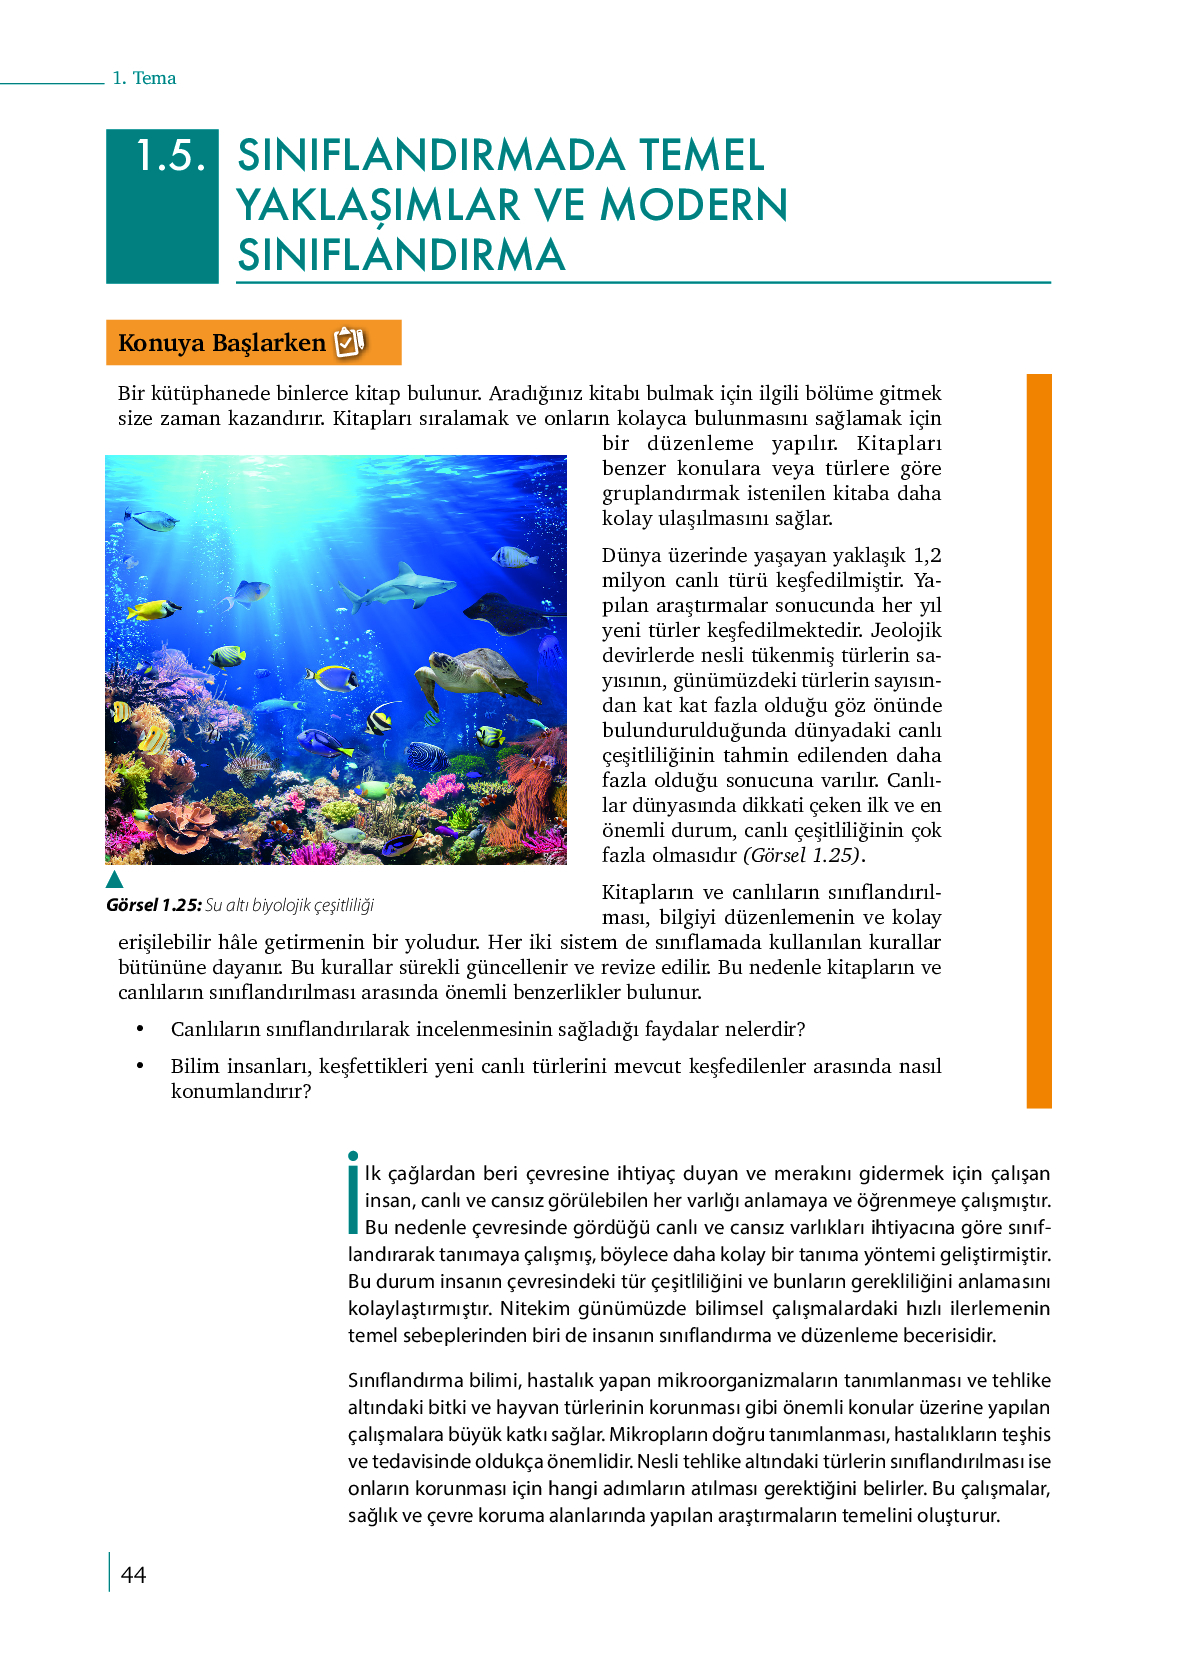 1. Tema
1.5. SINIFLANDIRMADA TEMEL
YAKLAŞIMLAR VE MODERN
SINIFLANDIRMA
Konuya Başlarken
Bir kütüphanede binlerce kitap bulunur. Aradığınız kitabı bulmak için ilgili bölüme gitmek
size zaman kazandırır. Kitapları sıralamak ve onların kolayca bulunmasını sağlamak için
bir düzenleme yapılır. Kitapları
benzer konulara veya türlere göre
gruplandırmak istenilen kitaba daha
kolay ulaşılmasını sağlar.
Dünya üzerinde yaşayan yaklaşık 1,2
milyon canlı türü keşfedilmiştir. Ya-
pılan araştırmalar sonucunda her yıl
yeni türler keşfedilmektedir. Jeolojik
devirlerde nesli tükenmiş türlerin sa-
yısının, günümüzdeki türlerin sayısın-
dan kat kat fazla olduğu göz önünde
bulundurulduğunda dünyadaki canlı
çeşitliliğinin tahmin edilenden daha
fazla olduğu sonucuna varılır. Canlı-
lar dünyasında dikkati çeken ilk ve en
önemli durum, canlı çeşitliliğinin çok
fazla olmasıdır (Görsel 1.25).
Görsel 1.25: Su altı biyolojik çeşitliliği
Kitapların ve canlıların sınıflandırıl-
ması, bilgiyi düzenlemenin ve kolay
erişilebilir hâle getirmenin bir yoludur. Her iki sistem de sınıflamada kullanılan kurallar
bütününe dayanır. Bu kurallar sürekli güncellenir ve revize edilir. Bu nedenle kitapların ve
canlıların sınıflandırılması arasında önemli benzerlikler bulunur.
• Canlıların sınıflandırılarak incelenmesinin sağladığı faydalar nelerdir?
• Bilim insanları, keşfettikleri yeni canlı türlerini mevcut keşfedilenler arasında nasıl
konumlandırır?
İlk çağlardan beri çevresine ihtiyaç duyan ve merakını gidermek için çalışan
insan, canlı ve cansız görülebilen her varlığı anlamaya ve öğrenmeye çalışmıştır.
Bu nedenle çevresinde gördüğü canlı ve cansız varlıkları ihtiyacına göre sınıf-
landırarak tanımaya çalışmış, böylece daha kolay bir tanıma yöntemi geliştirmiştir.
Bu durum insanın çevresindeki tür çeşitliliğini ve bunların gerekliliğini anlamasını
kolaylaştırmıştır. Nitekim günümüzde bilimsel çalışmalardaki hızlı ilerlemenin
temel sebeplerinden biri de insanın sınıflandırma ve düzenleme becerisidir.
Sınıflandırma bilimi, hastalık yapan mikroorganizmaların tanımlanması ve tehlike
altındaki bitki ve hayvan türlerinin korunması gibi önemli konular üzerine yapılan
çalışmalara büyük katkı sağlar. Mikropların doğru tanımlanması, hastalıkların teşhis
ve tedavisinde oldukça önemlidir. Nesli tehlike altındaki türlerin sınıflandırılması ise
onların korunması için hangi adımların atılması gerektiğini belirler. Bu çalışmalar,
sağlık ve çevre koruma alanlarında yapılan araştırmaların temelini oluşturur.
44